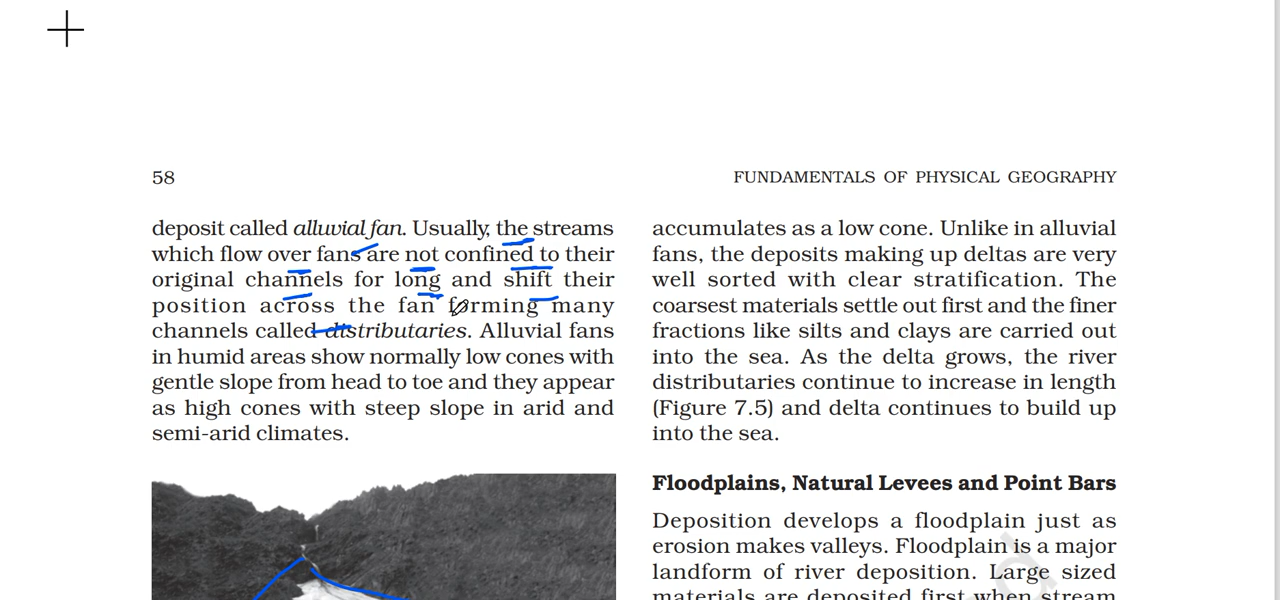 58
FUNDAMENTALS OF PHYSICAL GEOGRAPHY
deposit called alluvial fan. Usually, the streams
which flow over fans are not confined to their
original channels for long and shift their
position across the fan forming many
channels called distributaries. Alluvial fans
in humid areas show normally low cones with
gentle slope from head to toe and they appear
as high cones with steep slope in arid and
semi-arid climates.
accumulates as a low cone. Unlike in alluvial
fans, the deposits making up deltas are very
well sorted with clear stratification. The
coarsest materials settle out first and the finer
fractions like silts and clays are carried out
into the sea. As the delta grows, the river
distributaries continue to increase in length
(Figure 7.5) and delta continues to build up
into the sea.
Floodplains, Natural Levees and Point Bars
Deposition develops a floodplain just as
erosion makes valleys. Floodplain is a major
landform of river deposition. Large sized
materials are deposited first when stream